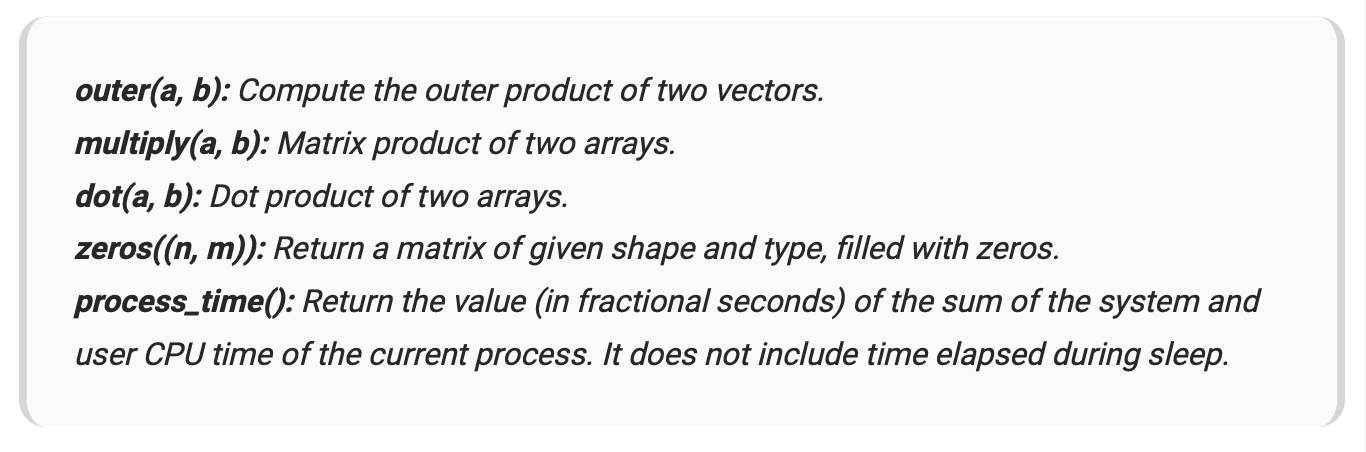 outer(a, b): Compute the outer product of two vectors.
multiply(a, b): Matrix product of two arrays.
dot(a, b): Dot product of two arrays.
zeros((n, m)): Return a matrix of given shape and type, filled with zeros.
process_time(): Return the value (in fractional seconds) of the sum of the system and
user CPU time of the current process. It does not include time elapsed during sleep.